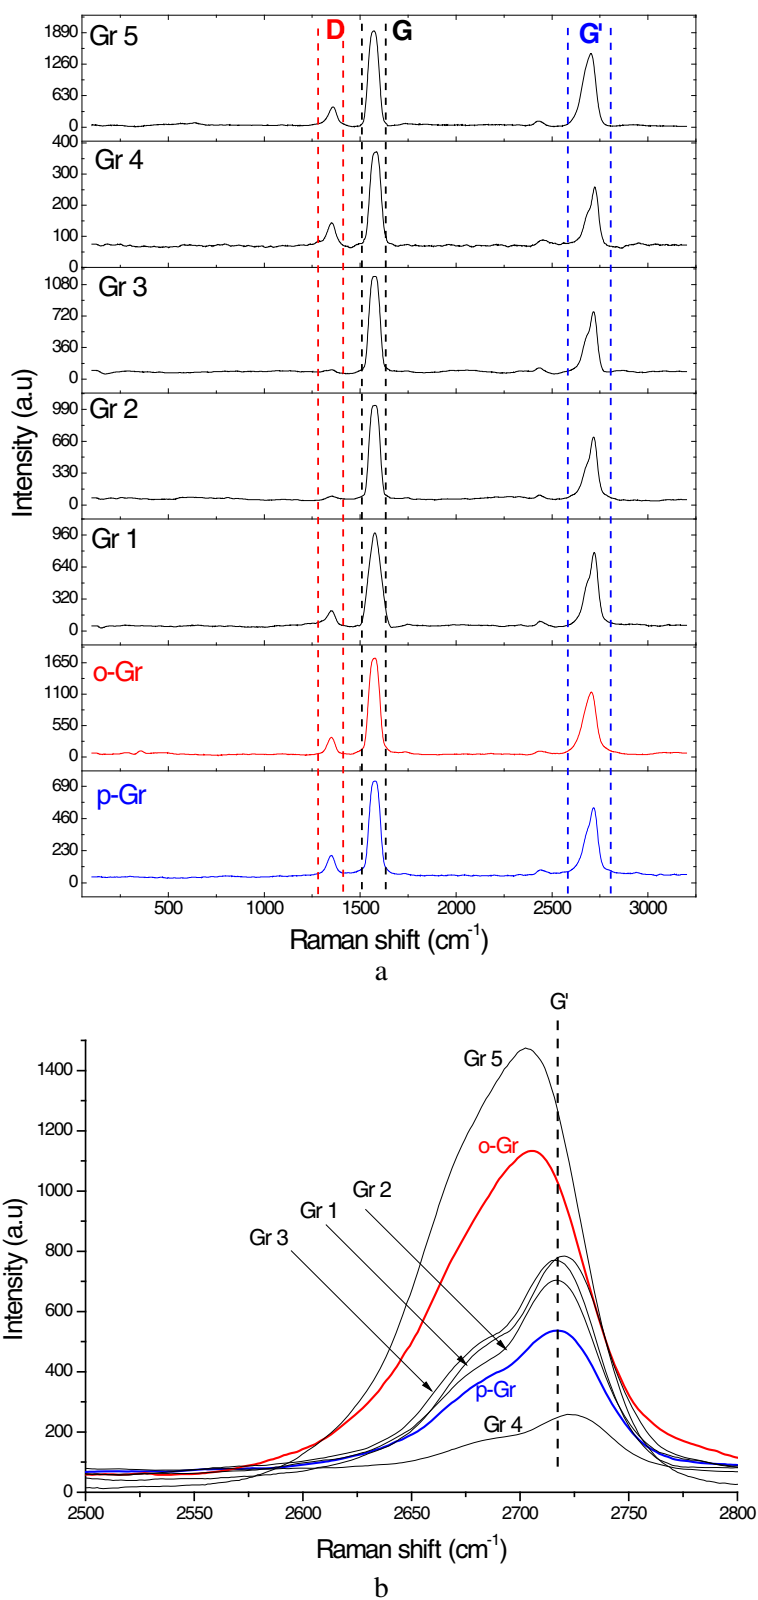 D G G'
Gr 5
1890
1260
630
0
Gr 4
400
300
200
100
0
Gr 3
1080
720
360
0
Gr 2
990
660
330
0
Gr 1
960
640
320
0
o-Gr
1650
1100
550
0
p-Gr
690
460
230
0
Intensity (a.u)
500 1000 1500 2000 2500 3000
Raman shift (cm⁻¹)
a
G'
Gr 5
o-Gr
Gr 2
Gr 1
Gr 3
p-Gr
Gr 4
1400
1200
1000
800
600
400
200
0
Intensity (a.u)
2500 2550 2600 2650 2700 2750 2800
Raman shift (cm⁻¹)
b